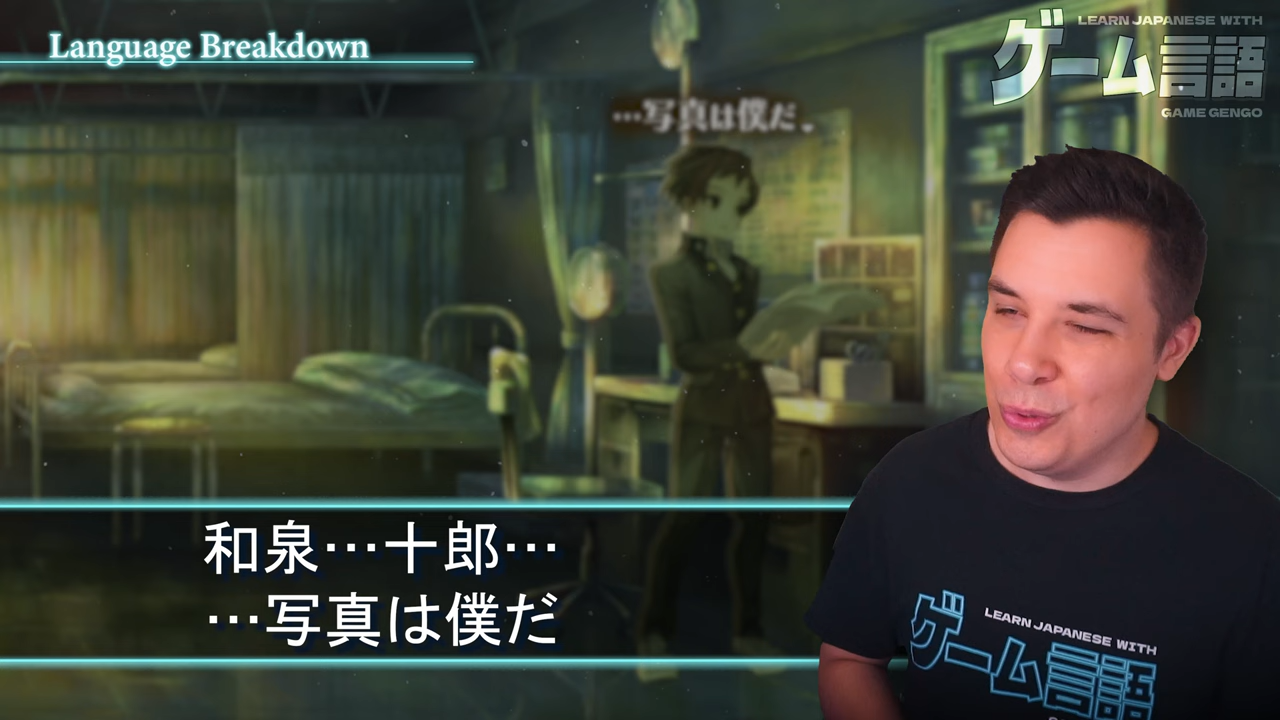 Language Breakdown
LEARN JAPANESE WITH
ゲーム言語
GAME GENGO
…写真は僕だ。
和泉…十郎…
…写真は僕だ
LEARN JAPANESE WITH
ゲーム言語